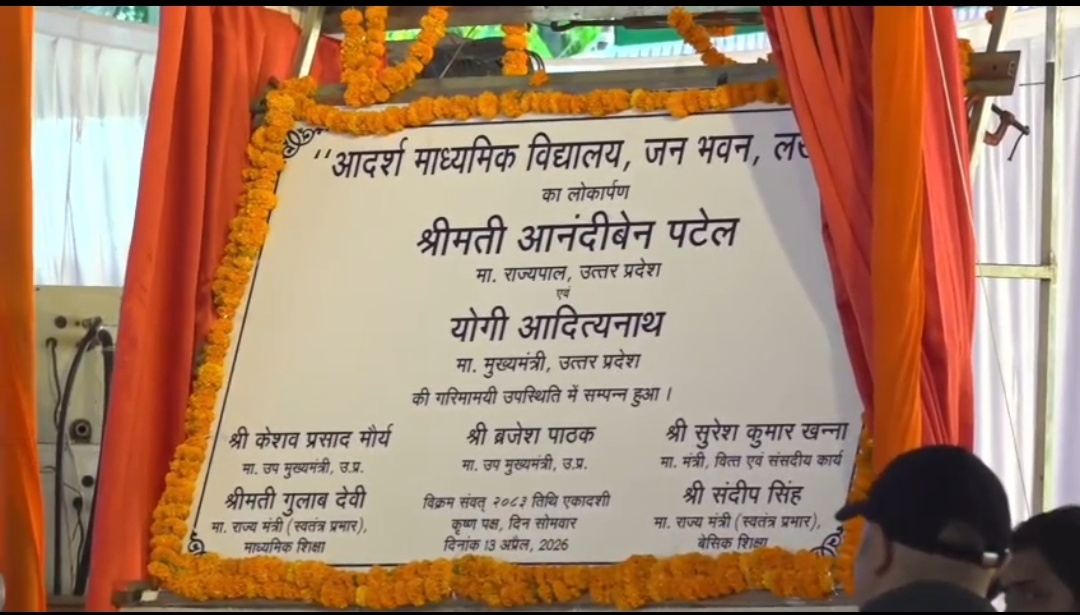 “आदर्श माध्यमिक विद्यालय, जन भवन,
का लोकार्पण
श्रीमती आनंदीबेन पटेल
मा. राज्यपाल, उत्तर प्रदेश
एवं
योगी आदित्यनाथ
मा. मुख्यमंत्री, उत्तर प्रदेश
की गरिमामयी उपस्थिति में सम्पन्न हुआ ।
श्री केशव प्रसाद मौर्य
मा. उप मुख्यमंत्री, उ.प्र.
श्री ब्रजेश पाठक
मा. उप मुख्यमंत्री, उ.प्र.
श्री सुरेश कुमार खन्ना
मा. मंत्री, वित्त एवं संसदीय कार्य
श्रीमती गुलाब देवी
मा. राज्य मंत्री (स्वतंत्र प्रभार),
माध्यमिक शिक्षा
विक्रम संवत् २०८३ तिथि एकादशी
कृष्ण पक्ष, दिन सोमवार
दिनांक 13 अप्रैल, 2026
श्री संदीप सिंह
मा. राज्य मंत्री (स्वतंत्र प्रभार),
बेसिक शिक्षा